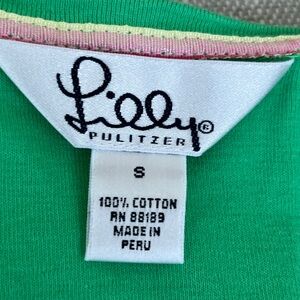 Lilly®
PULITZER
S
100% COTTON
RN 88189
MADE IN
PERU